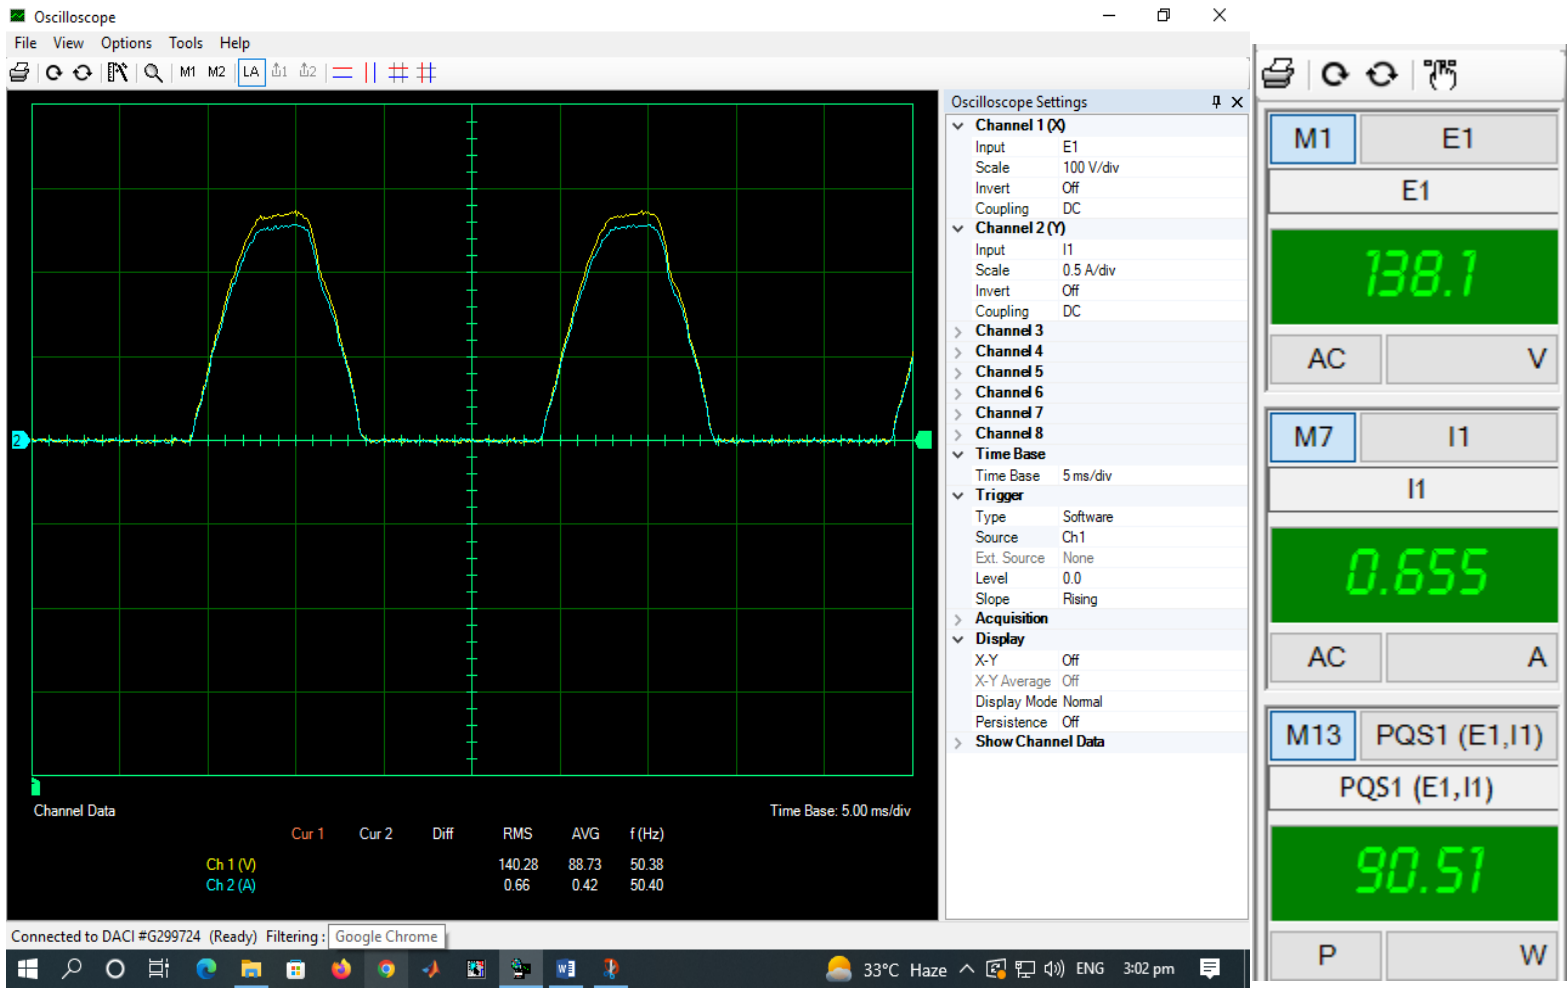 Oscilloscope
File View Options Tools Help
M1 M2 LA 1 2
Oscilloscope Settings
Channel 1 (X)
Input E1
Scale 100 V/div
Invert Off
Coupling DC
Channel 2 (Y)
Input I1
Scale 0.5 A/div
Invert Off
Coupling DC
Channel 3
Channel 4
Channel 5
Channel 6
Channel 7
Channel 8
Time Base
Time Base 5 ms/div
Trigger
Type Software
Source Ch1
Ext. Source None
Level 0.0
Slope Rising
Acquisition
Display
X-Y Off
X-Y Average Off
Display Mode Normal
Persistence Off
Show Channel Data
2
Channel Data Time Base: 5.00 ms/div
Cur 1 Cur 2 Diff RMS AVG f (Hz)
Ch 1 (V) 140.28 88.73 50.38
Ch 2 (A) 0.66 0.42 50.40
Connected to DACI #G299724 (Ready) Filtering : Google Chrome
33°C Haze ENG 3:02 pm
M1 E1
E1
138.1
AC V
M7 I1
I1
0.655
AC A
M13 PQS1 (E1,I1)
PQS1 (E1,I1)
90.51
P W